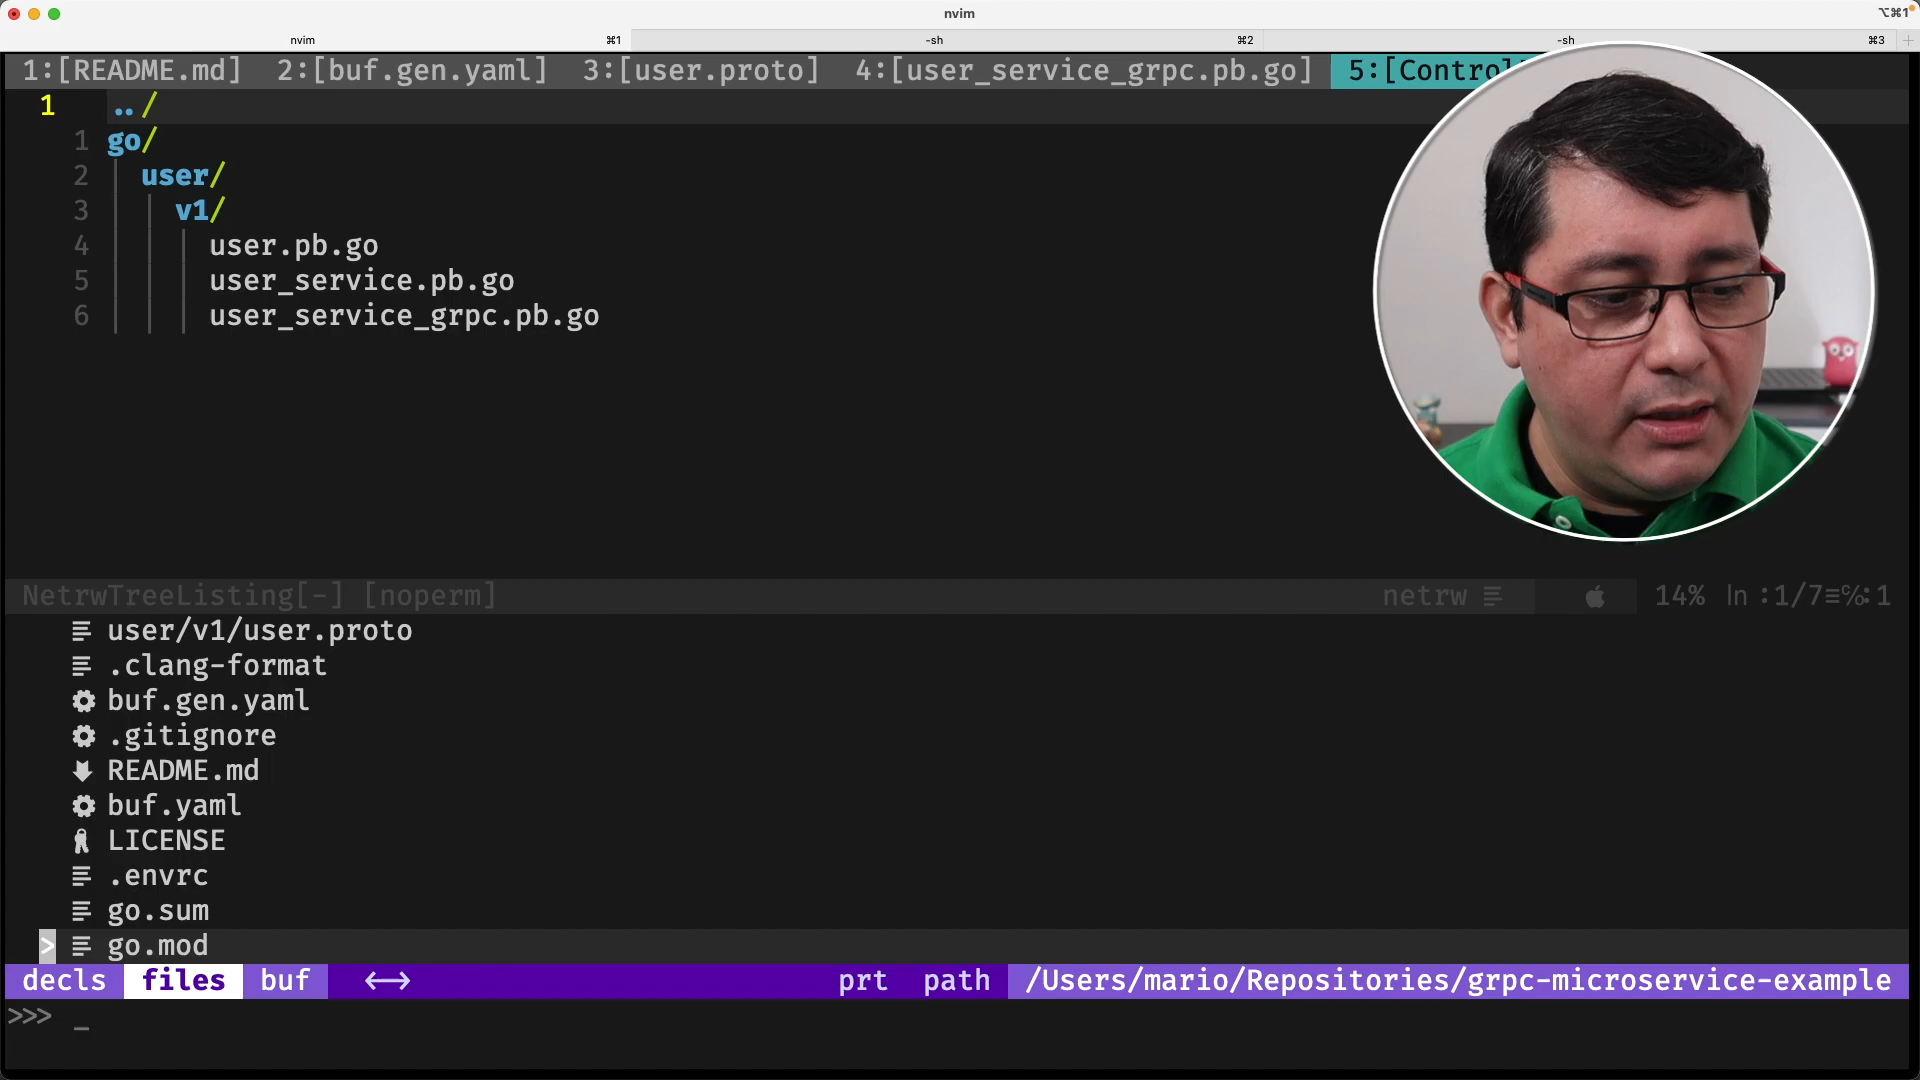 nvim ⌥⌘1
nvim ⌘1 -sh ⌘2 -sh ⌘3 +
1:[README.md] 2:[buf.gen.yaml] 3:[user.proto] 4:[user_service_grpc.pb.go] 5:[Control
1 ../
1 go/
2 user/
3 v1/
4 user.pb.go
5 user_service.pb.go
6 user_service_grpc.pb.go
NetrwTreeListing[-] [noperm] netrw 14% ln :1/7≡℅:1
user/v1/user.proto
.clang-format
buf.gen.yaml
.gitignore
README.md
buf.yaml
LICENSE
.envrc
go.sum
> go.mod
decls files buf <-> prt path /Users/mario/Repositories/grpc-microservice-example
>>> _